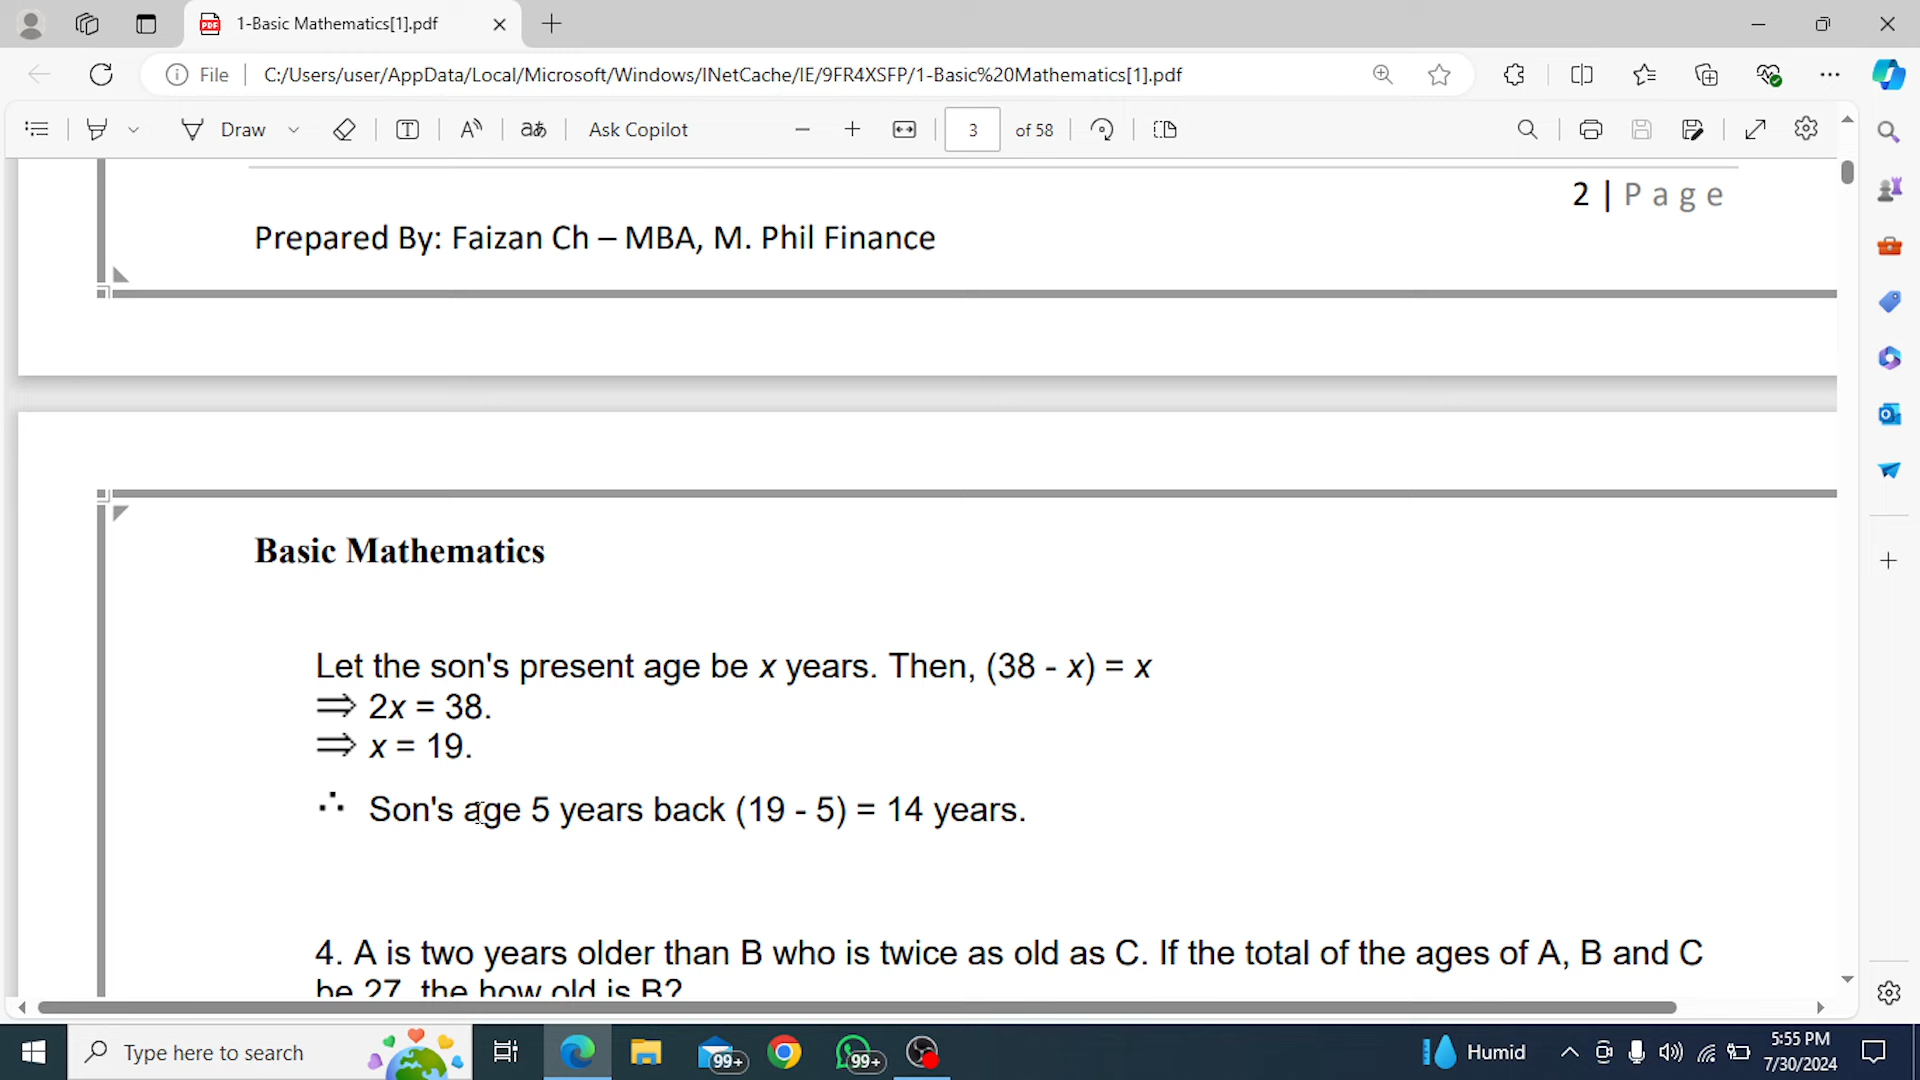 1-Basic Mathematics[1].pdf
File
C:/Users/user/AppData/Local/Microsoft/Windows/INetCache/IE/9FR4XSFP/1-Basic%20Mathematics[1].pdf
Draw
Ask Copilot
3 of 58
2 | Page
Prepared By: Faizan Ch – MBA, M. Phil Finance
Basic Mathematics
Let the son's present age be x years. Then, (38 - x) = x
⇒ 2x = 38.
⇒ x = 19.
∴ Son's age 5 years back (19 - 5) = 14 years.
4. A is two years older than B who is twice as old as C. If the total of the ages of A, B and C
be 27, the how old is B?
Type here to search
99+
99+
Humid
5:55 PM
7/30/2024